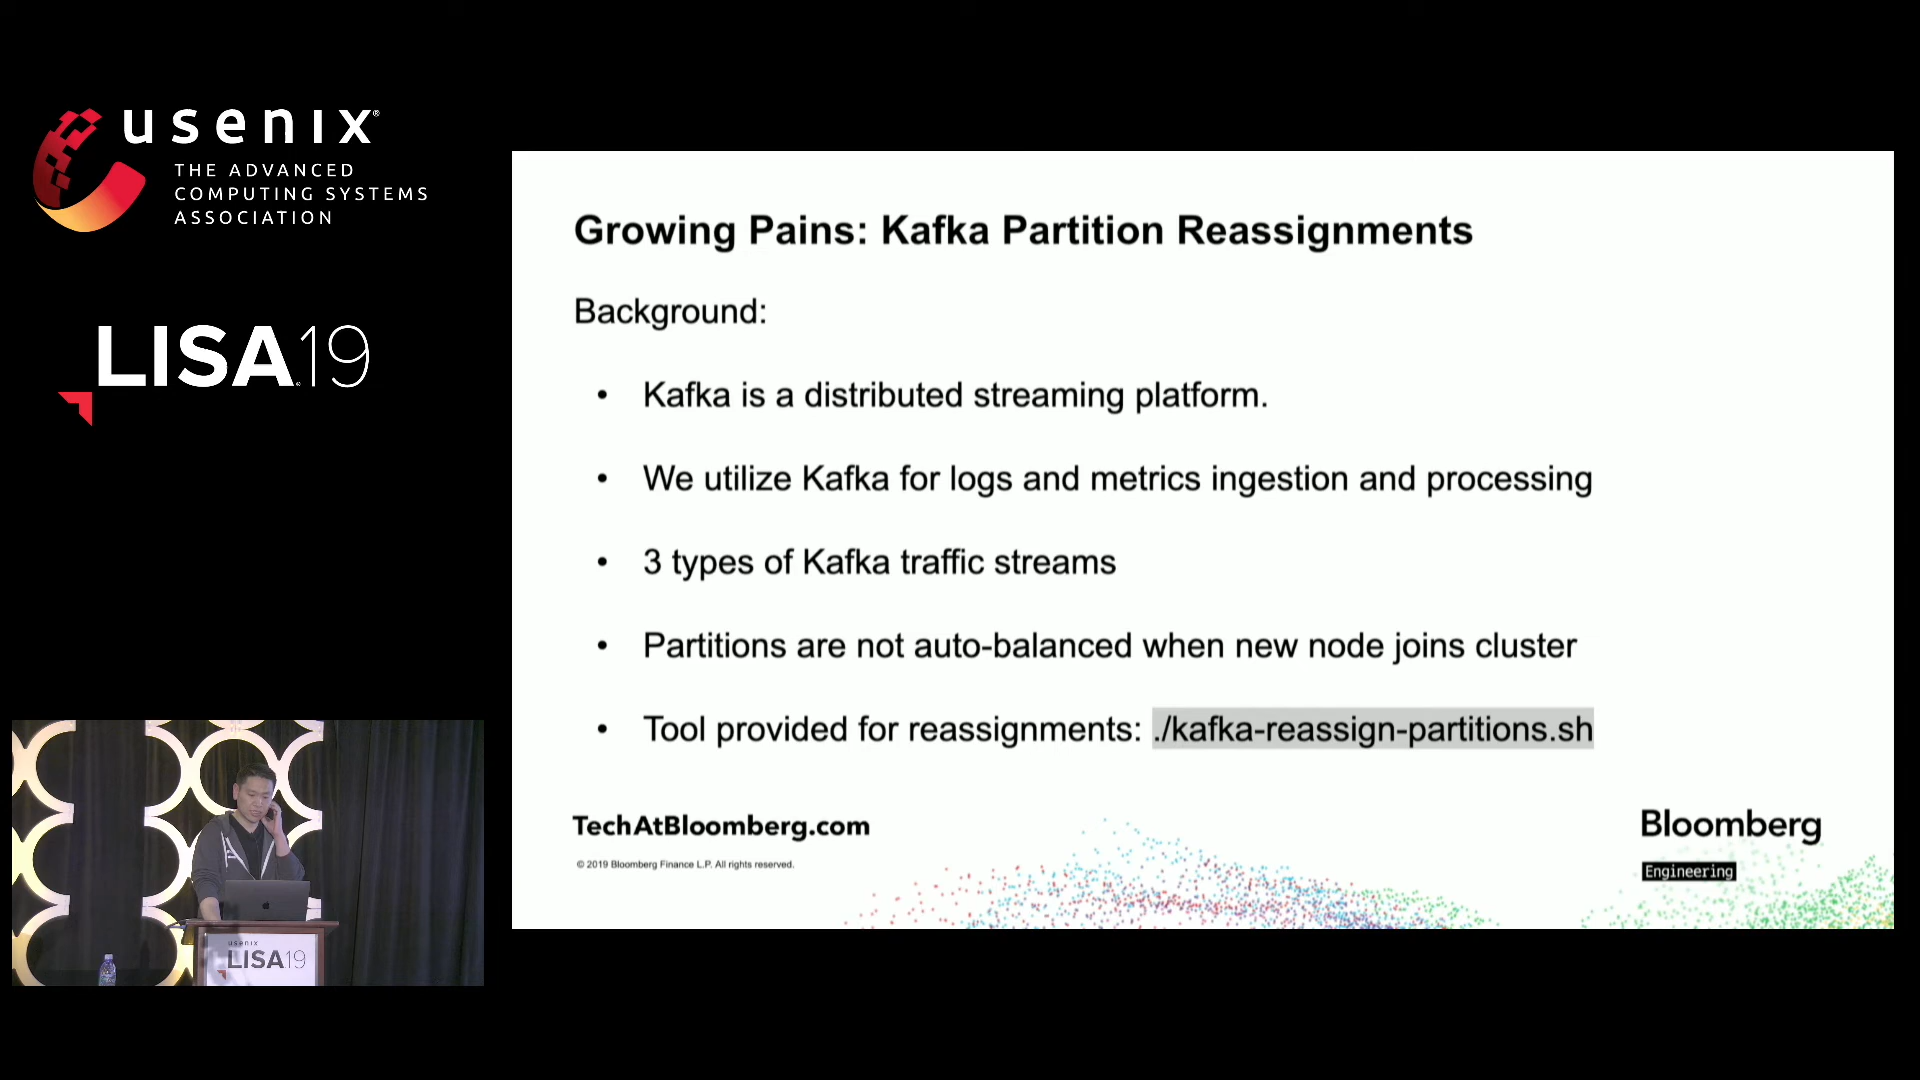 usenix®
THE ADVANCED
COMPUTING SYSTEMS
ASSOCIATION
LISA19
Growing Pains: Kafka Partition Reassignments
Background:
• Kafka is a distributed streaming platform.
• We utilize Kafka for logs and metrics ingestion and processing
• 3 types of Kafka traffic streams
• Partitions are not auto-balanced when new node joins cluster
• Tool provided for reassignments: ./kafka-reassign-partitions.sh
TechAtBloomberg.com
© 2019 Bloomberg Finance L.P. All rights reserved.
Bloomberg
Engineering
usenix
LISA19